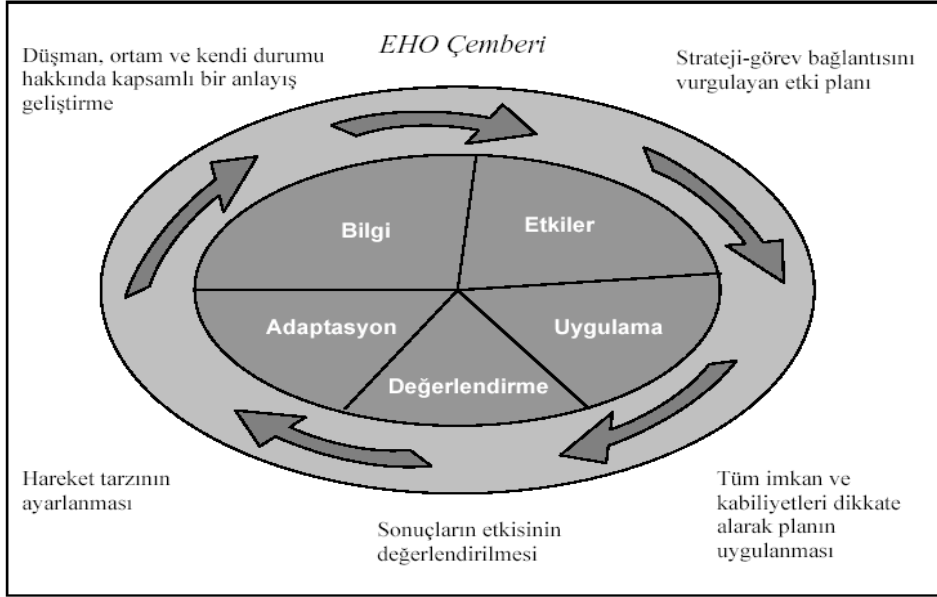 EHO Çemberi
Düşman, ortam ve kendi durumu
hakkında kapsamlı bir anlayış
geliştirme
Strateji-görev bağlantısını
vurgulayan etki planı
Bilgi
Etkiler
Adaptasyon
Uygulama
Değerlendirme
Hareket tarzının
ayarlanması
Sonuçların etkisinin
değerlendirilmesi
Tüm imkan ve
kabiliyetleri dikkate
alarak planın
uygulanması